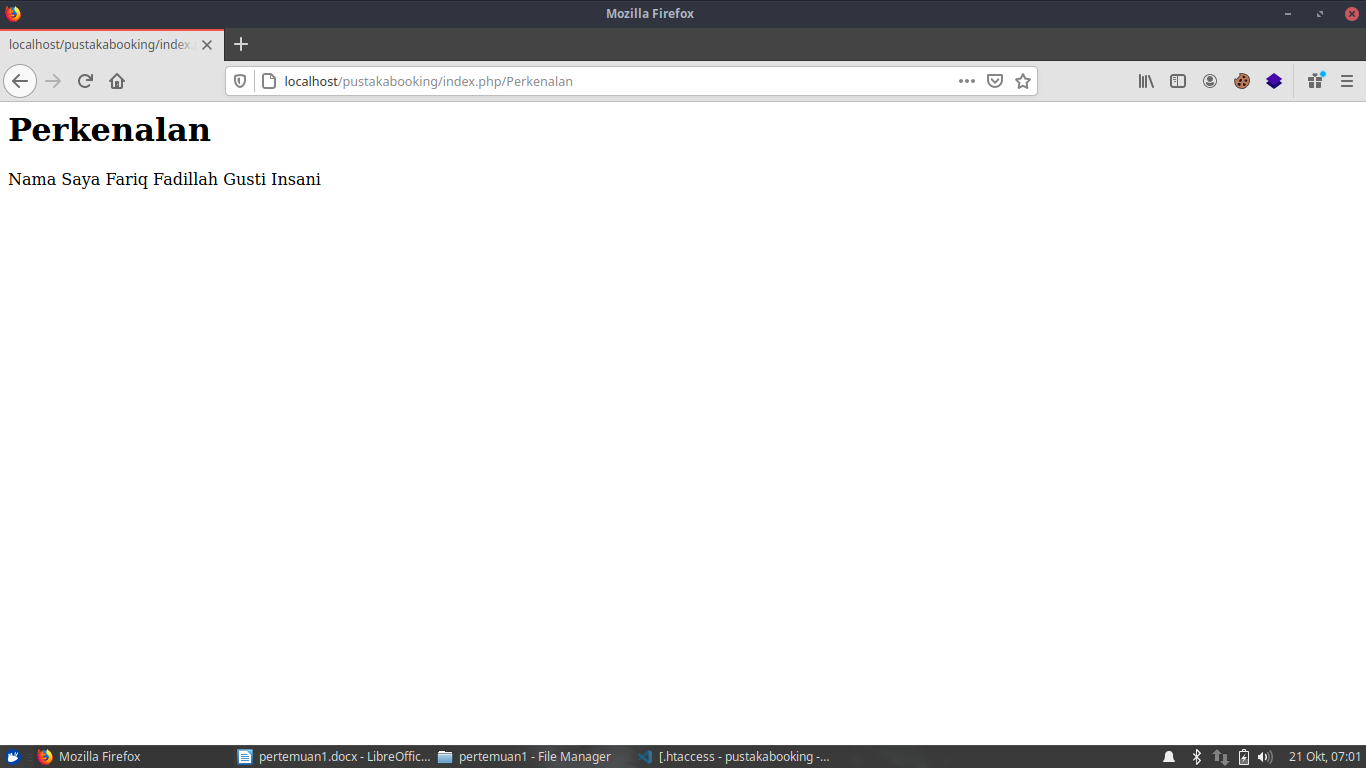 Mozilla Firefox
localhost/pustakabooking/index.
localhost/pustakabooking/index.php/Perkenalan
Perkenalan
Nama Saya Fariq Fadillah Gusti Insani
Mozilla Firefox
pertemuan1.docx - LibreOffic...
pertemuan1 - File Manager
[.htaccess - pustakabooking -...
21 Okt, 07:01